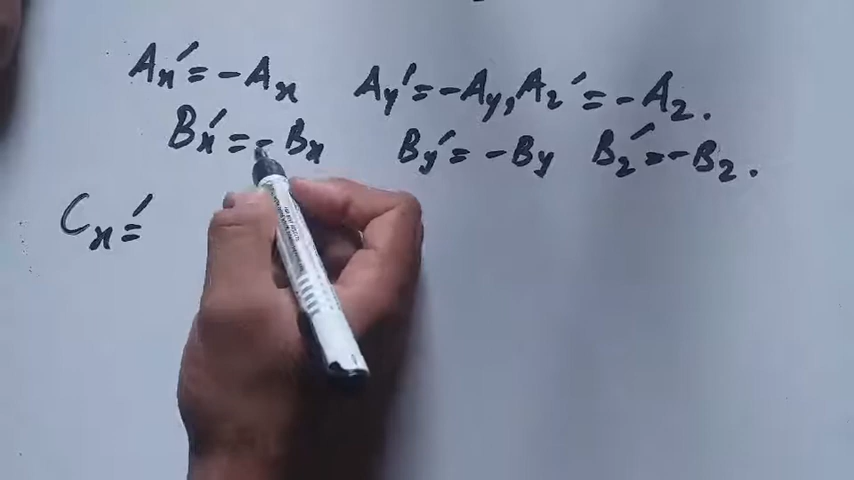 Ax′ = -Ax Ay′ = -Ay, Az′ = -Az.
Bx′ = -Bx By′ = -By Bz′ = -Bz.
Cx′ =